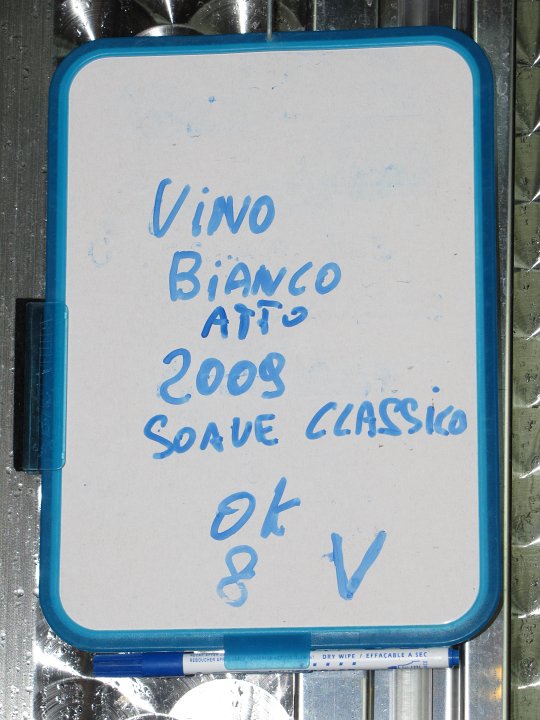 ViNO
BiANCO
ATTO
2009
SOAVE CLASSiCO
OK
8 V
DRY WIPE / EFFAÇABLE A SEC